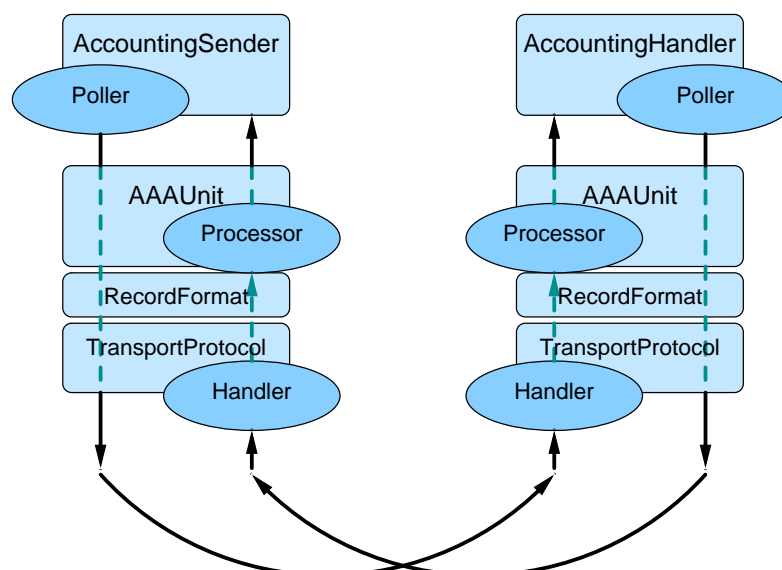 AccountingSender
Poller
AAAUnit
Processor
RecordFormat
TransportProtocol
Handler
AccountingHandler
Poller
AAAUnit
Processor
RecordFormat
TransportProtocol
Handler